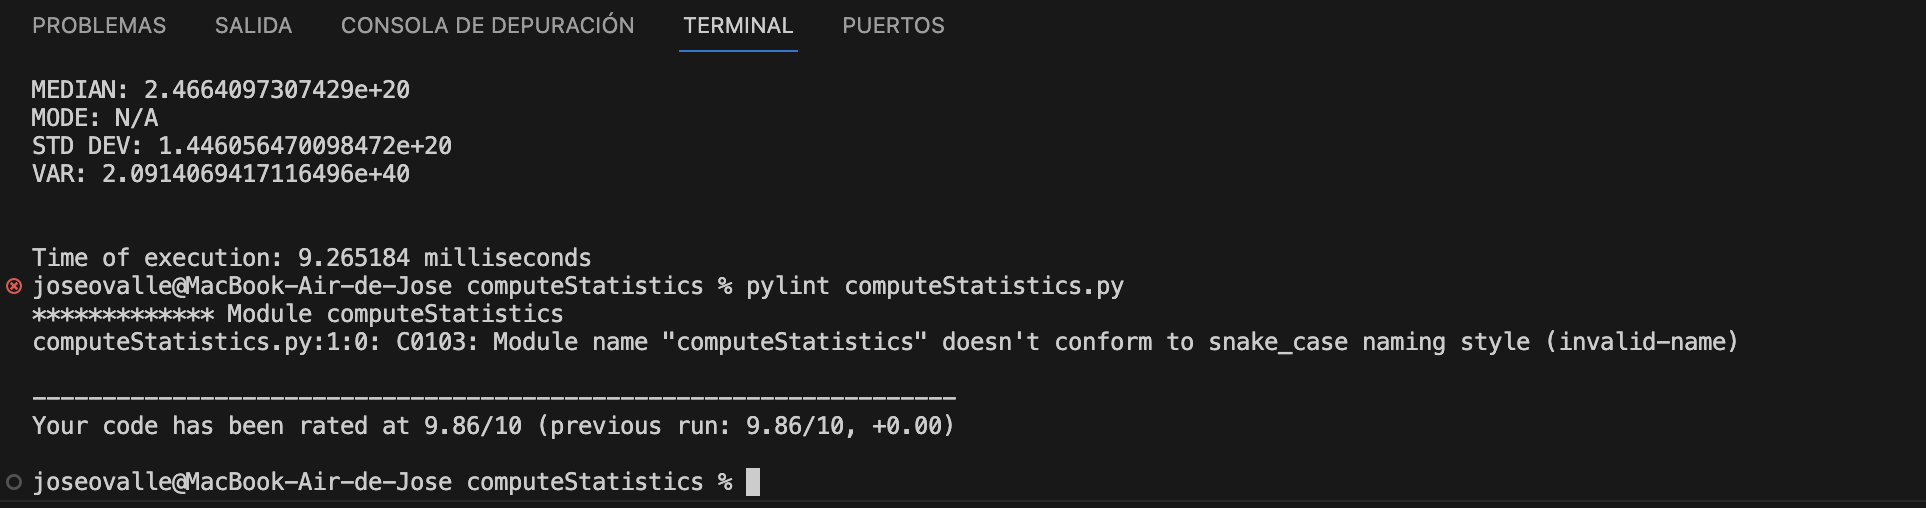 PROBLEMAS SALIDA CONSOLA DE DEPURACIÓN TERMINAL PUERTOS
MEDIAN: 2.4664097307429e+20
MODE: N/A
STD DEV: 1.446056470098472e+20
VAR: 2.0914069417116496e+40
Time of execution: 9.265184 milliseconds
joseovalle@MacBook-Air-de-Jose computeStatistics % pylint computeStatistics.py
************* Module computeStatistics
computeStatistics.py:1:0: C0103: Module name "computeStatistics" doesn't conform to snake_case naming style (invalid-name)
------------------------------------------------------------------
Your code has been rated at 9.86/10 (previous run: 9.86/10, +0.00)
joseovalle@MacBook-Air-de-Jose computeStatistics %